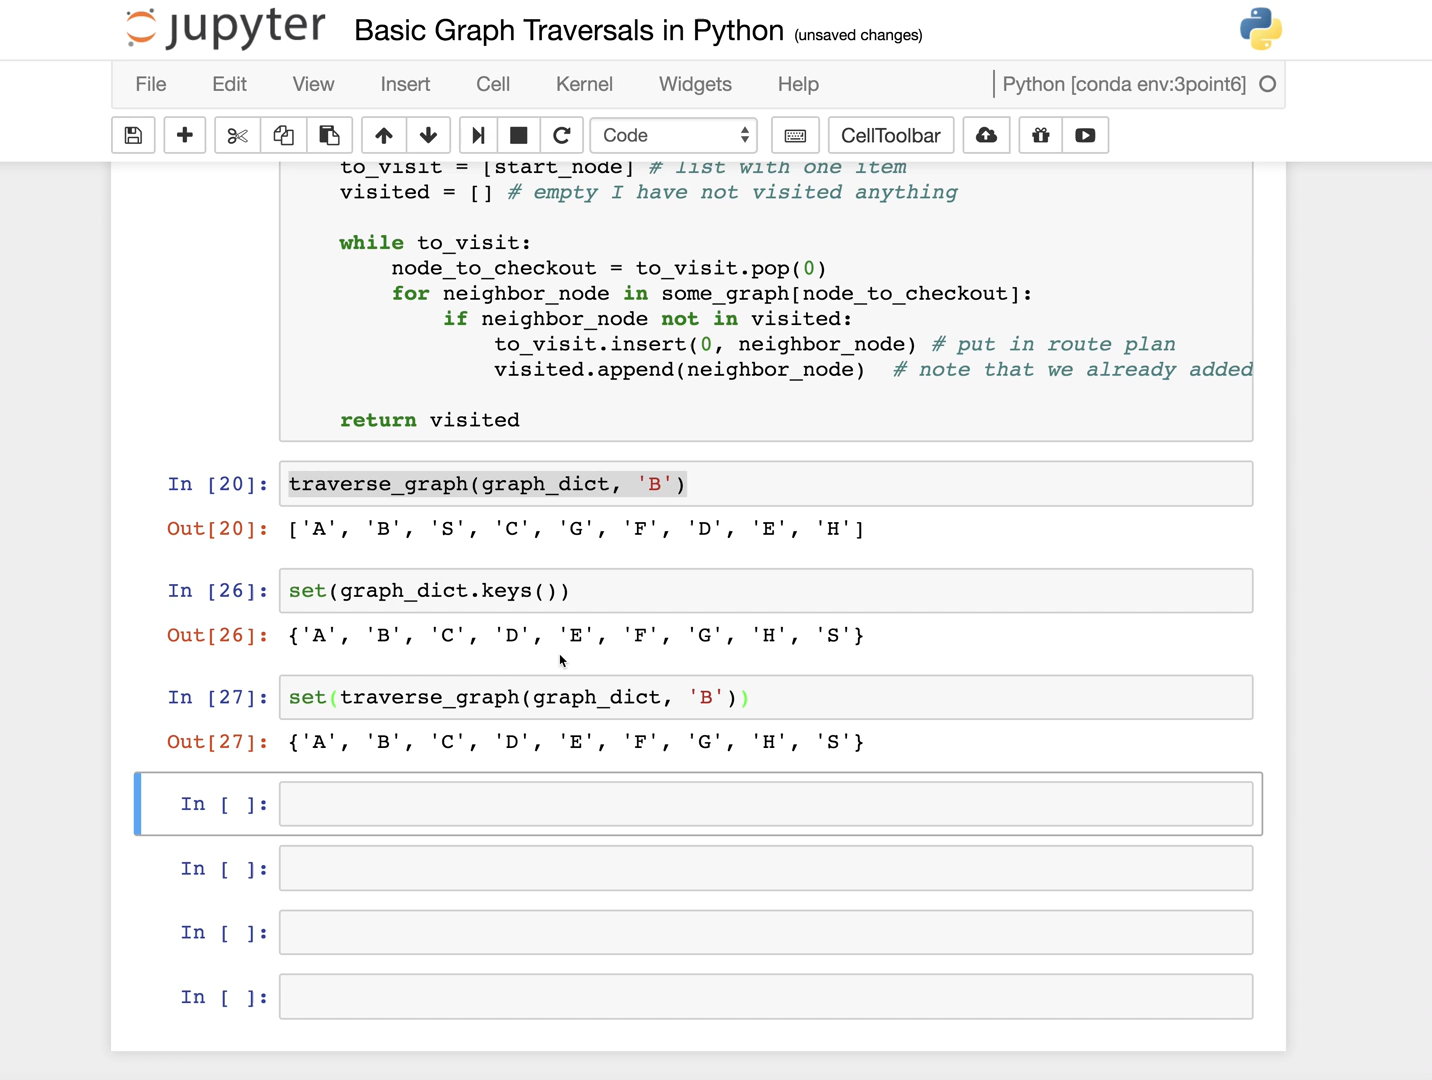 jupyter Basic Graph Traversals in Python (unsaved changes)
File Edit View Insert Cell Kernel Widgets Help Python [conda env:3point6]
Code CellToolbar
to_visit = [start_node] # list with one item
visited = [] # empty I have not visited anything
while to_visit:
node_to_checkout = to_visit.pop(0)
for neighbor_node in some_graph[node_to_checkout]:
if neighbor_node not in visited:
to_visit.insert(0, neighbor_node) # put in route plan
visited.append(neighbor_node) # note that we already added
return visited
In [20]: traverse_graph(graph_dict, 'B')
Out[20]: ['A', 'B', 'S', 'C', 'G', 'F', 'D', 'E', 'H']
In [26]: set(graph_dict.keys())
Out[26]: {'A', 'B', 'C', 'D', 'E', 'F', 'G', 'H', 'S'}
In [27]: set(traverse_graph(graph_dict, 'B'))
Out[27]: {'A', 'B', 'C', 'D', 'E', 'F', 'G', 'H', 'S'}
In [ ]:
In [ ]:
In [ ]:
In [ ]: